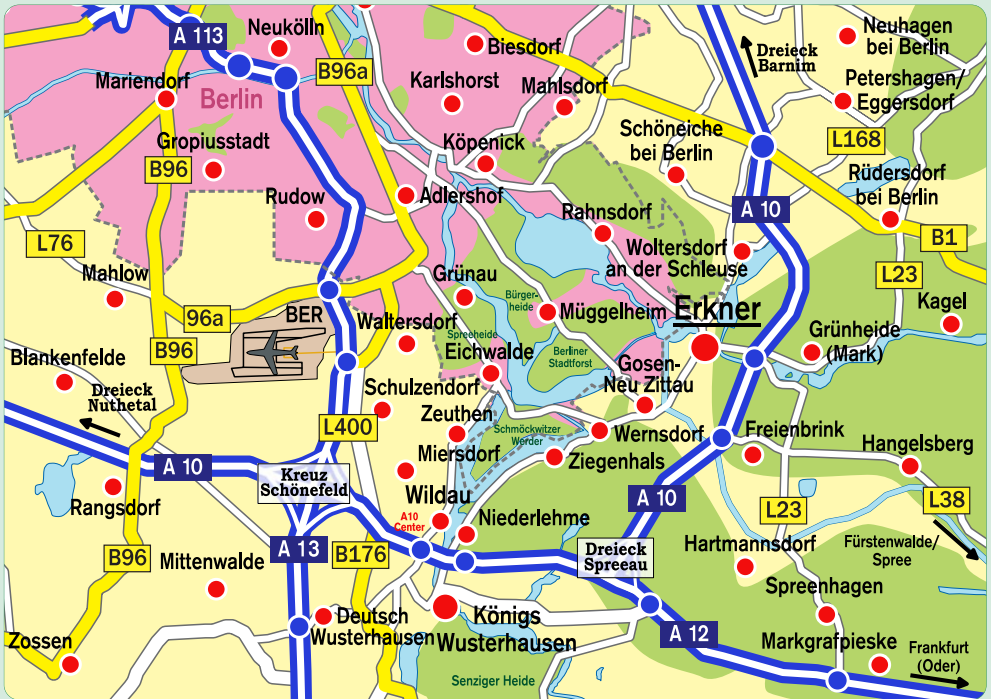 A 113
Neukölln
Biesdorf
Neuhagen
bei Berlin
Dreieck
Barnim
B96a
Karlshorst
Mahlsdorf
Petershagen/
Eggersdorf
Mariendorf
Berlin
Schöneiche
bei Berlin
L168
Gropiusstadt
Köpenick
B96
Rüdersdorf
bei Berlin
Rudow
Adlershof
Rahnsdorf
A 10
L76
Woltersdorf
an der Schleuse
B1
Mahlow
Grünau
L23
Bürger-
heide
Kagel
96a
BER
Waltersdorf
Müggelheim
Erkner
Spreeheide
Grünheide
(Mark)
B96
Blankenfelde
Eichwalde
Berliner
Stadtforst
Gosen-
Neu Zittau
Dreieck
Nuthetal
Schulzendorf
L400
Zeuthen
Schmöckwitzer
Werder
Wernsdorf
Freienbrink
Miersdorf
Ziegenhals
Hangelsberg
A 10
Kreuz
Schönefeld
Rangsdorf
Wildau
A 10
L38
A10
Center
Niederlehme
L23
A 13
B176
B96
Mittenwalde
Dreieck
Spreeau
Hartmannsdorf
Fürstenwalde/
Spree
Spreenhagen
Deutsch
Wusterhausen
Königs
Wusterhausen
A 12
Zossen
Markgrafpieske
Frankfurt
(Oder)
Senziger Heide